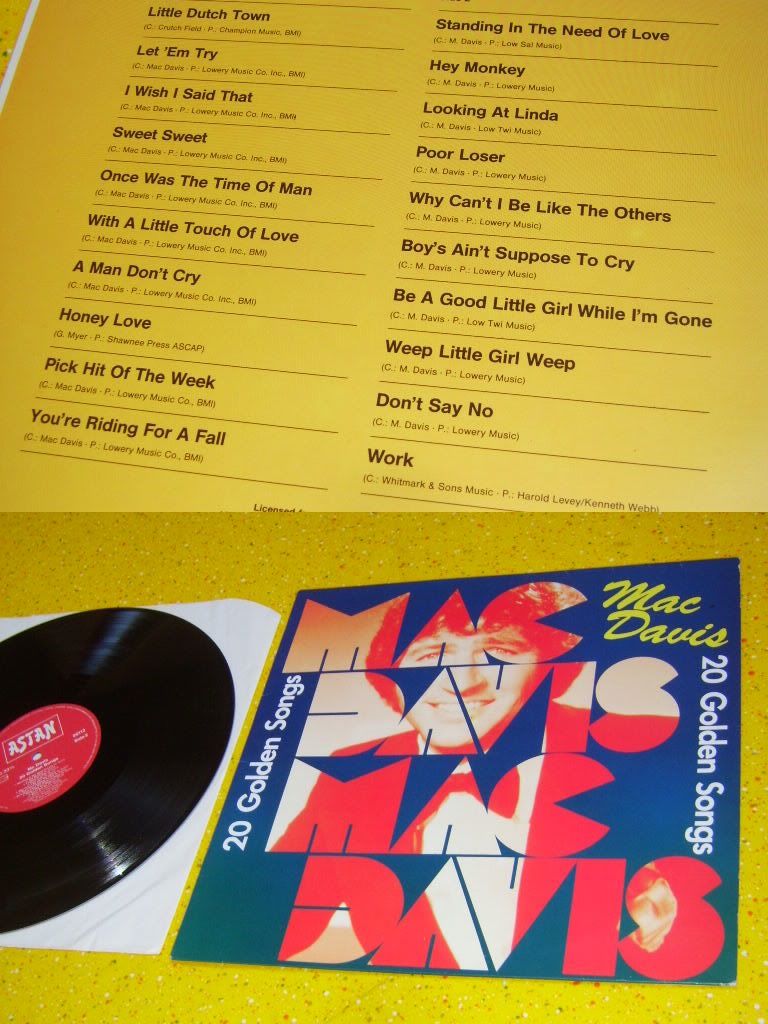 Little Dutch Town
(C.: Crutch Field · P.: Champion Music, BMI)
Let 'Em Try
(C.: Mac Davis · P.: Lowery Music Co. Inc., BMI)
I Wish I Said That
(C.: Mac Davis · P.: Lowery Music Co. Inc., BMI)
Sweet Sweet
(C.: Mac Davis · P.: Lowery Music Co. Inc., BMI)
Once Was The Time Of Man
(C.: Mac Davis · P.: Lowery Music Co. Inc., BMI)
With A Little Touch Of Love
(C.: Mac Davis · P.: Lowery Music Co. Inc., BMI)
A Man Don't Cry
(C.: Mac Davis · P.: Lowery Music Co. Inc., BMI)
Honey Love
(G. Myer · P.: Shawnee Press ASCAP)
Pick Hit Of The Week
(C.: Mac Davis · P.: Lowery Music Co., BMI)
You're Riding For A Fall
(C.: Mac Davis · P.: Lowery Music Co., BMI)
Licensed
Standing In The Need Of Love
(C.: M. Davis · P.: Low Sal Music)
Hey Monkey
(C.: M. Davis · P.: Lowery Music)
Looking At Linda
(C.: M. Davis · Low Twi Music)
Poor Loser
(C.: M. Davis · P.: Lowery Music)
Why Can't I Be Like The Others
(C.: M. Davis · P.: Lowery Music)
Boy's Ain't Suppose To Cry
(C.: M. Davis · P.: Lowery Music)
Be A Good Little Girl While I'm Gone
(C.: M. Davis · P.: Low Twi Music)
Weep Little Girl Weep
(C.: M. Davis · P.: Lowery Music)
Don't Say No
(C.: M. Davis · P.: Lowery Music)
Work
(C.: Whitmark & Sons Music · P.: Harold Levey/Kenneth Webb)
ASTAN
Mac
Davis
MAC
DAVIS
MAC
DAVIS
20 Golden Songs
20 Golden Songs